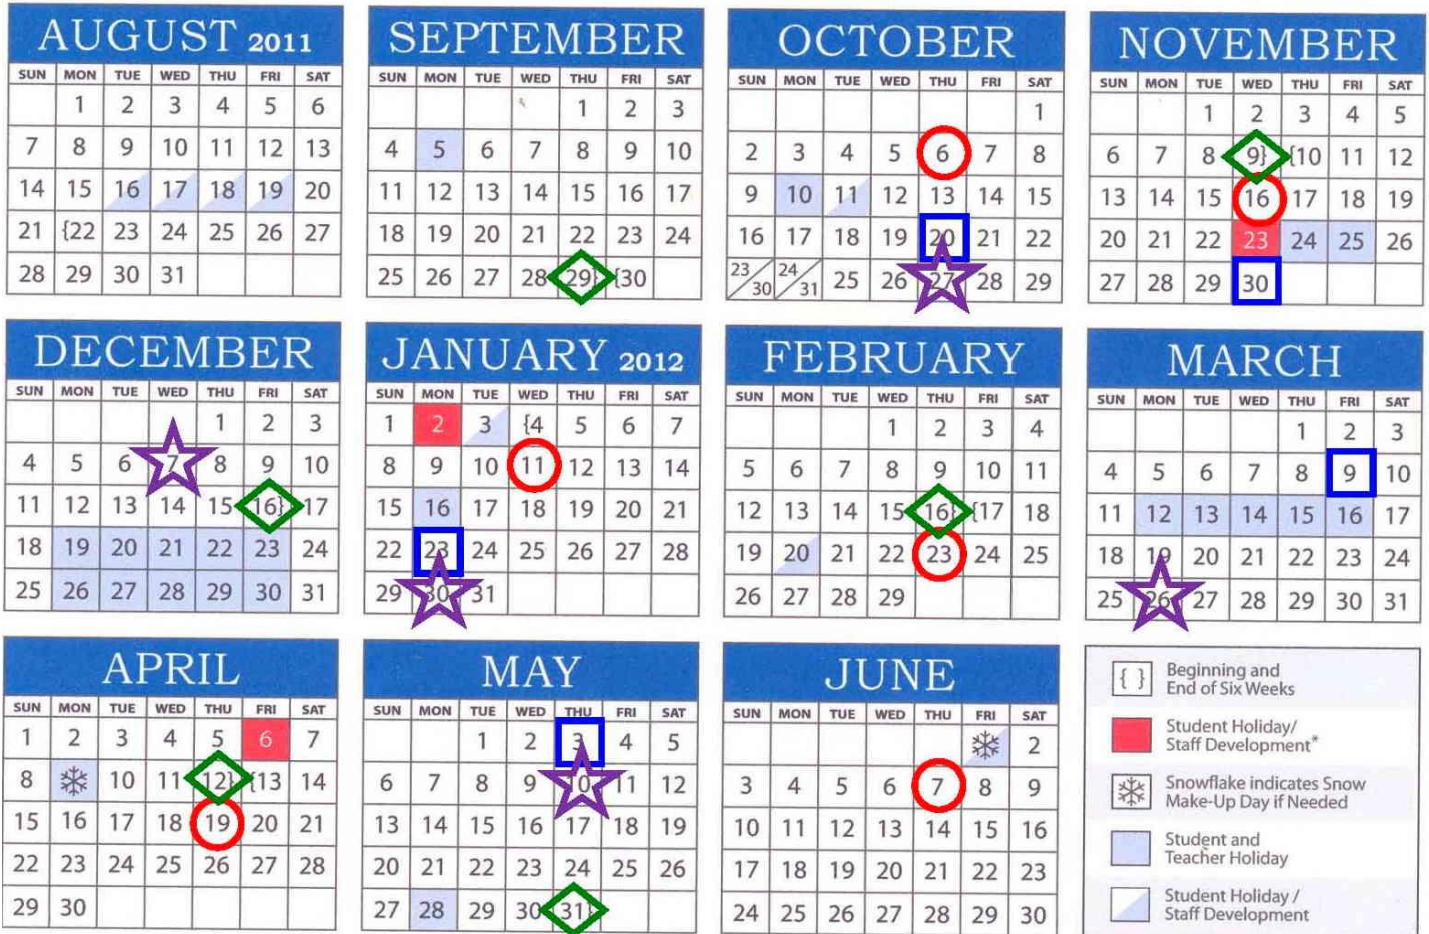 AUGUST 2011
SUN MON TUE WED THU FRI SAT
1 2 3 4 5 6
7 8 9 10 11 12 13
14 15 16 17 18 19 20
21 {22 23 24 25 26 27
28 29 30 31
SEPTEMBER
SUN MON TUE WED THU FRI SAT
1 2 3
4 5 6 7 8 9 10
11 12 13 14 15 16 17
18 19 20 21 22 23 24
25 26 27 28 29} {30
OCTOBER
SUN MON TUE WED THU FRI SAT
1
2 3 4 5 6 7 8
9 10 11 12 13 14 15
16 17 18 19 20 21 22
23/30 24/31 25 26 27 28 29
NOVEMBER
SUN MON TUE WED THU FRI SAT
1 2 3 4 5
6 7 8 9} {10 11 12
13 14 15 16 17 18 19
20 21 22 23 24 25 26
27 28 29 30
DECEMBER
SUN MON TUE WED THU FRI SAT
1 2 3
4 5 6 7 8 9 10
11 12 13 14 15 16} 17
18 19 20 21 22 23 24
25 26 27 28 29 30 31
JANUARY 2012
SUN MON TUE WED THU FRI SAT
1 2 3 {4 5 6 7
8 9 10 11 12 13 14
15 16 17 18 19 20 21
22 23 24 25 26 27 28
29 30 31
FEBRUARY
SUN MON TUE WED THU FRI SAT
1 2 3 4
5 6 7 8 9 10 11
12 13 14 15 16} {17 18
19 20 21 22 23 24 25
26 27 28 29
MARCH
SUN MON TUE WED THU FRI SAT
1 2 3
4 5 6 7 8 9 10
11 12 13 14 15 16 17
18 19 20 21 22 23 24
25 26 27 28 29 30 31
APRIL
SUN MON TUE WED THU FRI SAT
1 2 3 4 5 6 7
8 10 11 12} {13 14
15 16 17 18 19 20 21
22 23 24 25 26 27 28
29 30
MAY
SUN MON TUE WED THU FRI SAT
1 2 3 4 5
6 7 8 9 10 11 12
13 14 15 16 17 18 19
20 21 22 23 24 25 26
27 28 29 30 31}
JUNE
SUN MON TUE WED THU FRI SAT
2
3 4 5 6 7 8 9
10 11 12 13 14 15 16
17 18 19 20 21 22 23
24 25 26 27 28 29 30
{ } Beginning and
End of Six Weeks
Student Holiday/
Staff Development*
Snowflake indicates Snow
Make-Up Day if Needed
Student and
Teacher Holiday
Student Holiday /
Staff Development